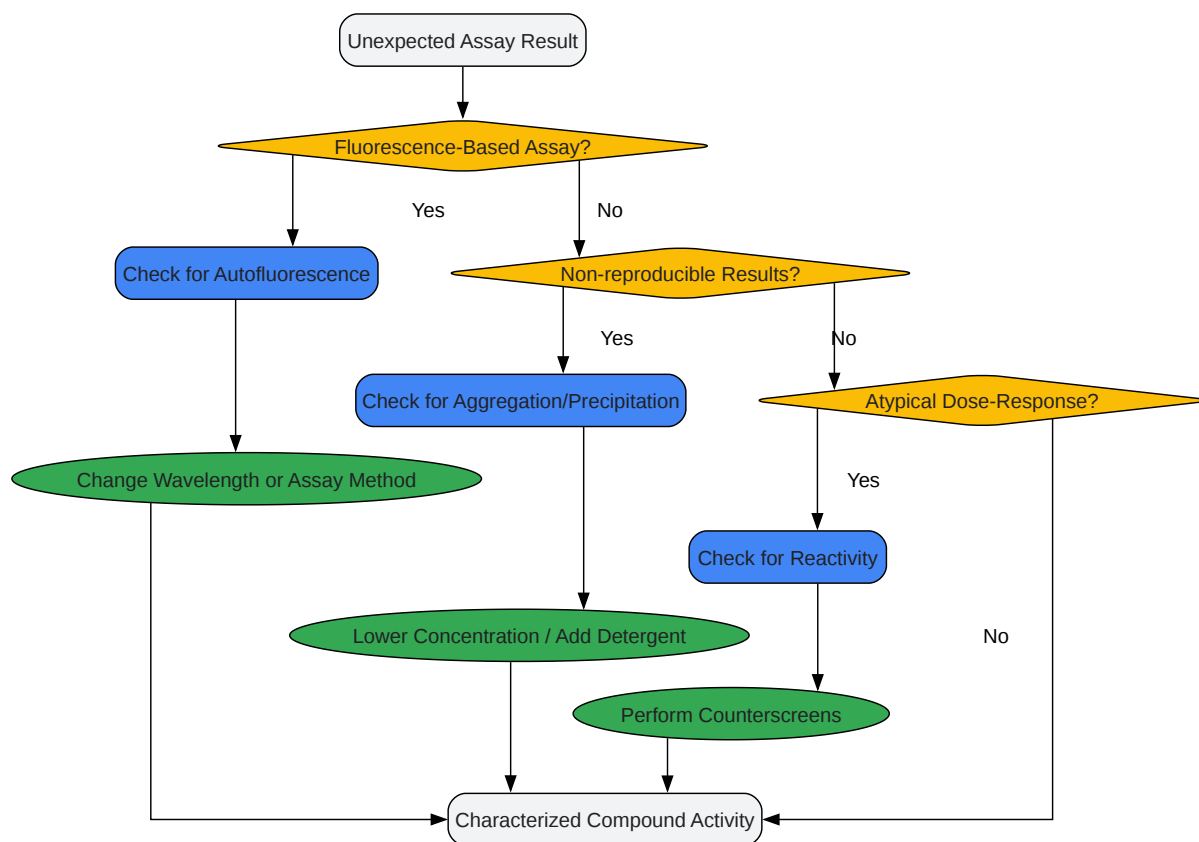 Unexpected Assay Result
Fluorescence-Based Assay?
Yes
No
Check for Autofluorescence
Non-reproducible Results?
Yes
No
Check for Aggregation/Precipitation
Atypical Dose-Response?
Change Wavelength or Assay Method
Yes
Check for Reactivity
Lower Concentration / Add Detergent
No
Perform Counterscreens
Characterized Compound Activity